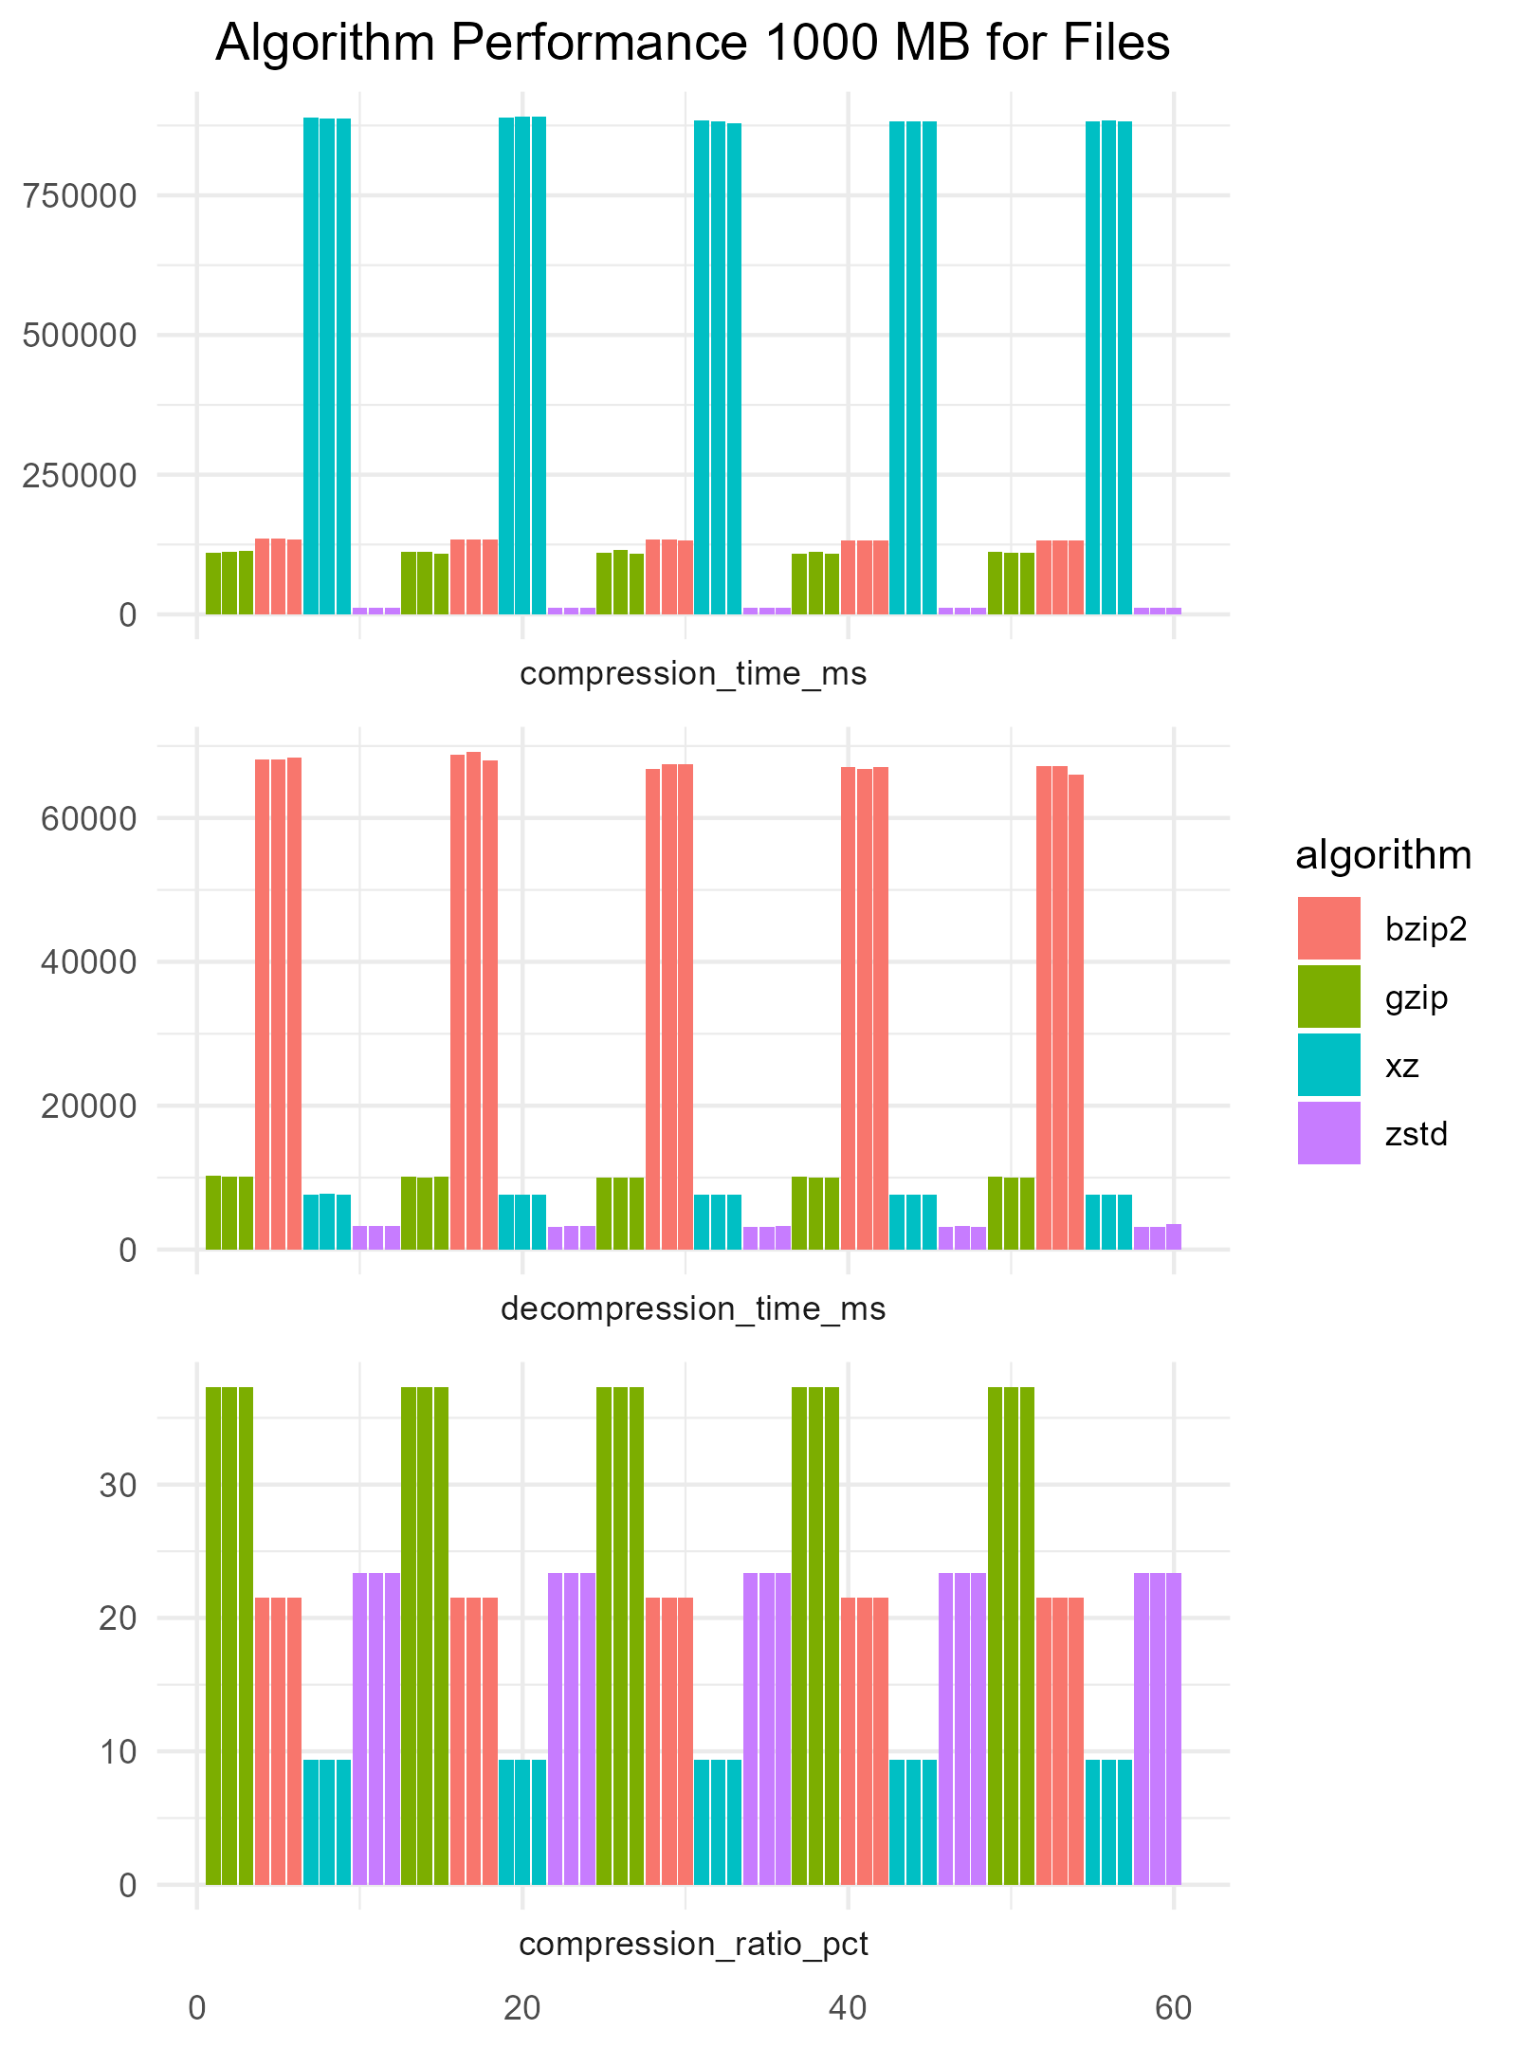 Algorithm Performance 1000 MB for Files
750000
500000
250000
0
compression_time_ms
60000
40000
20000
0
decompression_time_ms
30
20
10
0
compression_ratio_pct
0 20 40 60
algorithm
bzip2
gzip
xz
zstd